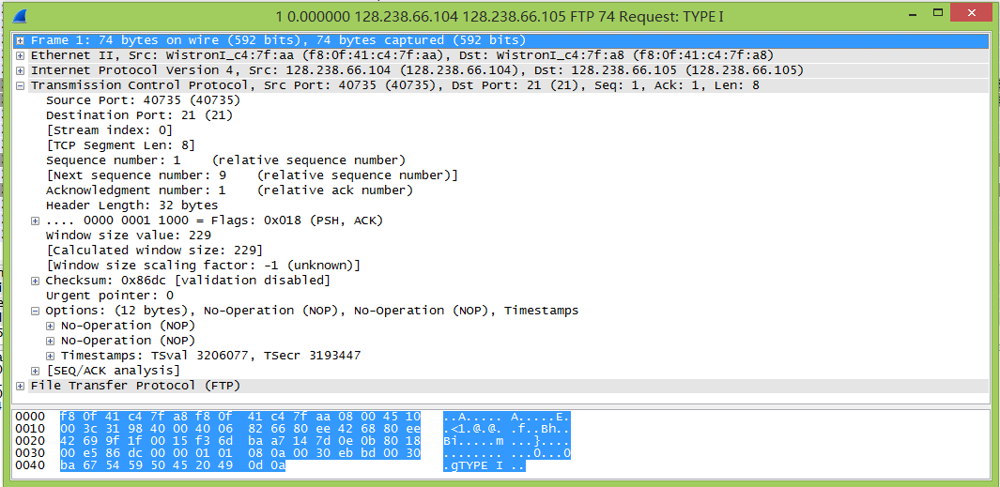 1 0.000000 128.238.66.104 128.238.66.105 FTP 74 Request: TYPE I
Frame 1: 74 bytes on wire (592 bits), 74 bytes captured (592 bits)
Ethernet II, Src: WistronI_c4:7f:aa (f8:0f:41:c4:7f:aa), Dst: WistronI_c4:7f:a8 (f8:0f:41:c4:7f:a8)
Internet Protocol Version 4, Src: 128.238.66.104 (128.238.66.104), Dst: 128.238.66.105 (128.238.66.105)
Transmission Control Protocol, Src Port: 40735 (40735), Dst Port: 21 (21), Seq: 1, Ack: 1, Len: 8
Source Port: 40735 (40735)
Destination Port: 21 (21)
[Stream index: 0]
[TCP Segment Len: 8]
Sequence number: 1    (relative sequence number)
[Next sequence number: 9    (relative sequence number)]
Acknowledgment number: 1    (relative ack number)
Header Length: 32 bytes
.... 0000 0001 1000 = Flags: 0x018 (PSH, ACK)
Window size value: 229
[Calculated window size: 229]
[Window size scaling factor: -1 (unknown)]
Checksum: 0x86dc [validation disabled]
Urgent pointer: 0
Options: (12 bytes), No-Operation (NOP), No-Operation (NOP), Timestamps
No-Operation (NOP)
No-Operation (NOP)
Timestamps: TSval 3206077, TSecr 3193447
[SEQ/ACK analysis]
File Transfer Protocol (FTP)
0000 f8 0f 41 c4 7f a8 f8 0f 41 c4 7f aa 08 00 45 10 ..A..... A.....E.
0010 00 3c 31 98 40 00 40 06 82 66 80 ee 42 68 80 ee .<1.@.@. .f..Bh..
0020 42 69 9f 1f 00 15 f3 6d ba a7 14 7d 0e 0b 80 18 Bi.....m ...}....
0030 00 e5 86 dc 00 00 01 01 08 0a 00 30 eb bd 00 30 ........ ...0...0
0040 ba 67 54 59 50 45 20 49 0d 0a .gTYPE I ..